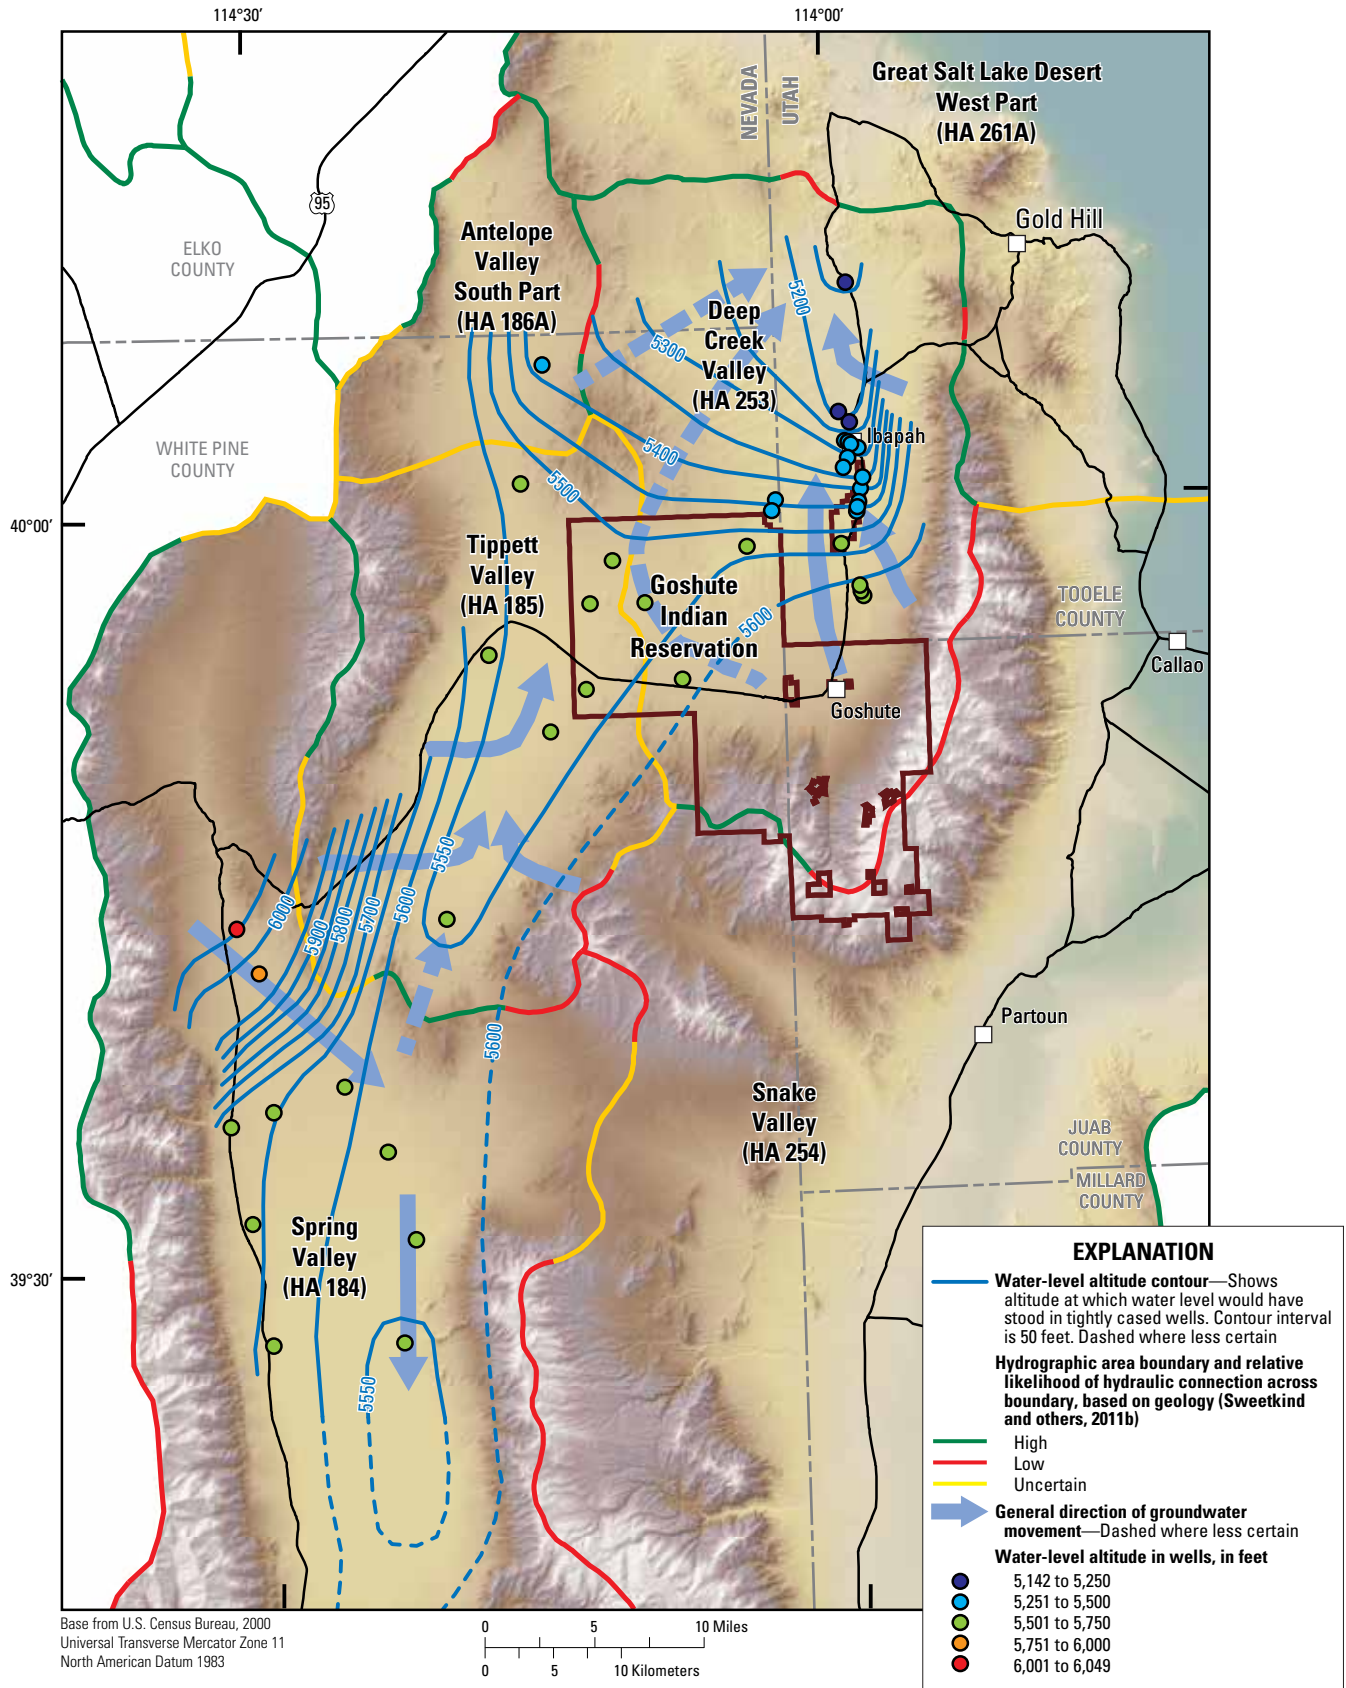 114°30′
114°00′
NEVADA
UTAH
Great Salt Lake Desert
West Part
(HA 261A)
95
Gold Hill
ELKO
COUNTY
Antelope
Valley
South Part
(HA 186A)
5200
Deep
Creek
Valley
(HA 253)
5300
WHITE PINE
COUNTY
Ibapah
5400
5500
40°00′
Tippett
Valley
(HA 185)
Goshute
Indian
Reservation
5600
TOOELE
COUNTY
Callao
Goshute
5550
6000
5900
5800
5700
5600
Partoun
5600
Snake
Valley
(HA 254)
JUAB
COUNTY
MILLARD
COUNTY
Spring
Valley
(HA 184)
39°30′
5550
EXPLANATION
Water-level altitude contour—Shows
altitude at which water level would have
stood in tightly cased wells. Contour interval
is 50 feet. Dashed where less certain
Hydrographic area boundary and relative
likelihood of hydraulic connection across
boundary, based on geology (Sweetkind
and others, 2011b)
High
Low
Uncertain
General direction of groundwater
movement—Dashed where less certain
Water-level altitude in wells, in feet
5,142 to 5,250
5,251 to 5,500
5,501 to 5,750
5,751 to 6,000
6,001 to 6,049
Base from U.S. Census Bureau, 2000
Universal Transverse Mercator Zone 11
North American Datum 1983
0 5 10 Miles
0 5 10 Kilometers